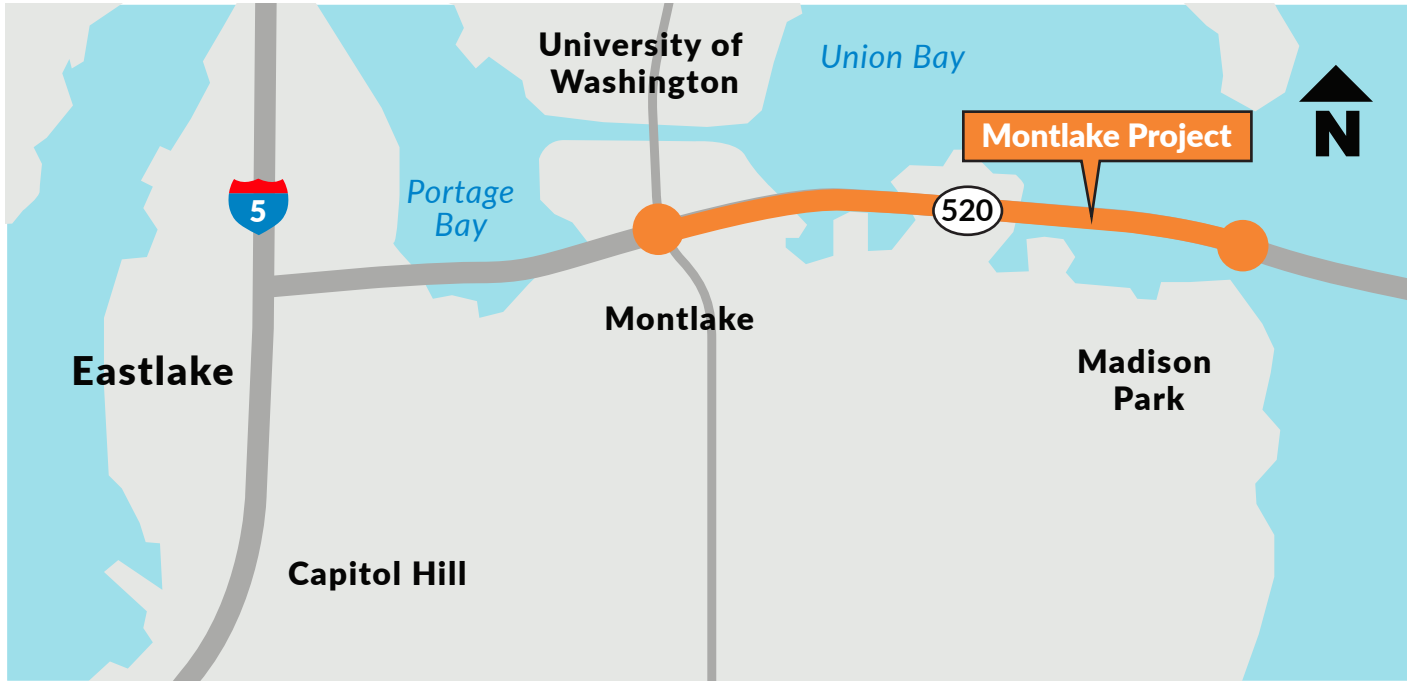 University of
Washington
Union Bay
Montlake Project
N
Portage
Bay
5
520
Montlake
Eastlake
Madison
Park
Capitol Hill